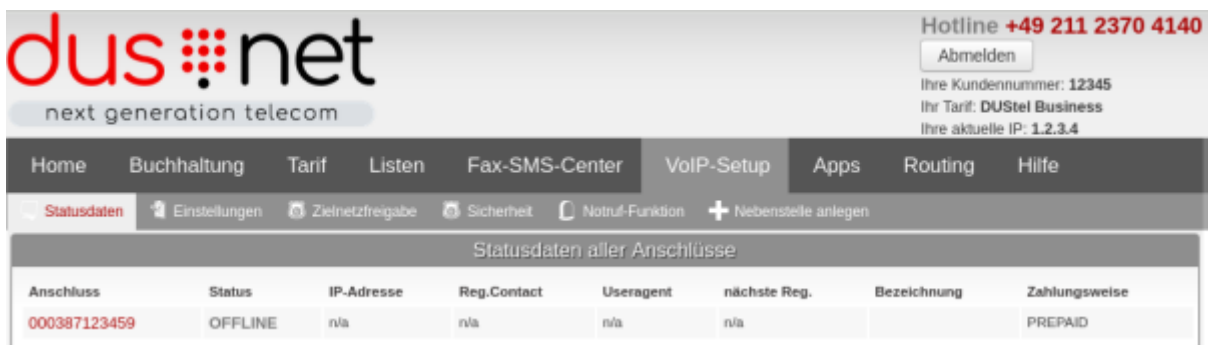 dus net
next generation telecom
Hotline +49 211 2370 4140
Abmelden
Ihre Kundennummer: 12345
Ihr Tarif: DUStel Business
Ihre aktuelle IP: 1.2.3.4
Home Buchhaltung Tarif Listen Fax-SMS-Center VoIP-Setup Apps Routing Hilfe
Statusdaten Einstellungen Zielnetzfreigabe Sicherheit Notruf-Funktion Nebenstelle anlegen
Statusdaten aller Anschlüsse
Anschluss Status IP-Adresse Reg.Contact Useragent nächste Reg. Bezeichnung Zahlungsweise
000387123459 OFFLINE n/a n/a n/a n/a PREPAID